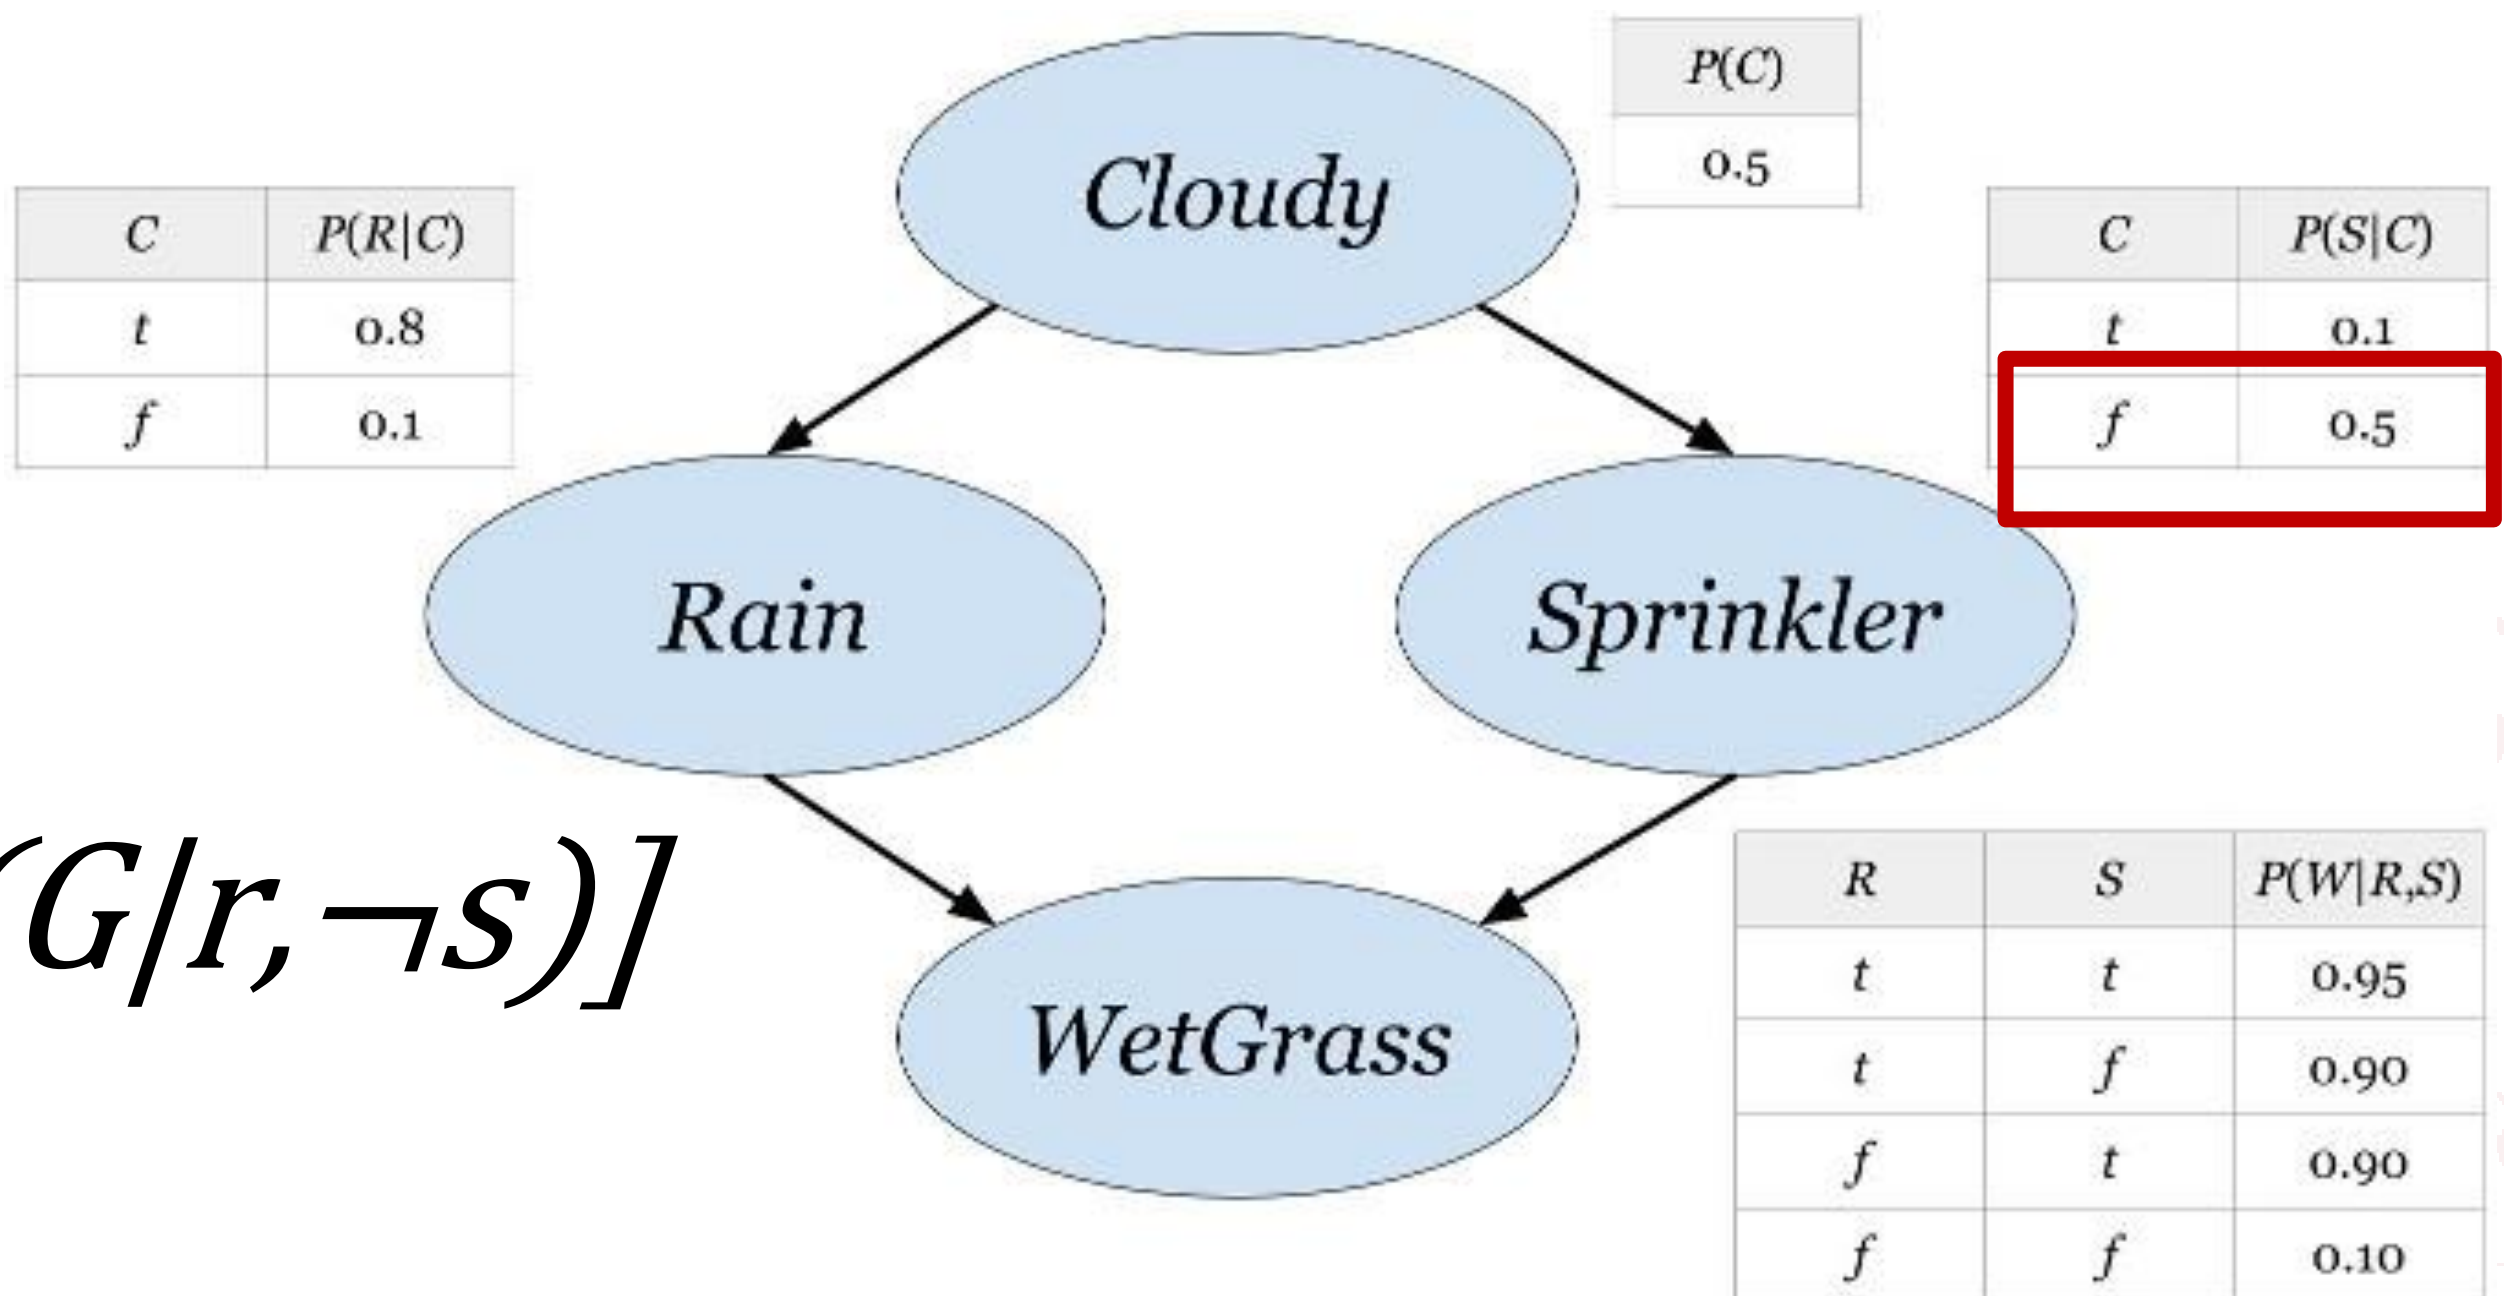 P(C)
0.5
Cloudy
C P(R|C)
t 0.8
f 0.1
C P(S|C)
t 0.1
f 0.5
Rain
Sprinkler
(G|r,¬s)]
WetGrass
R S P(W|R,S)
t t 0.95
t f 0.90
f t 0.90
f f 0.10